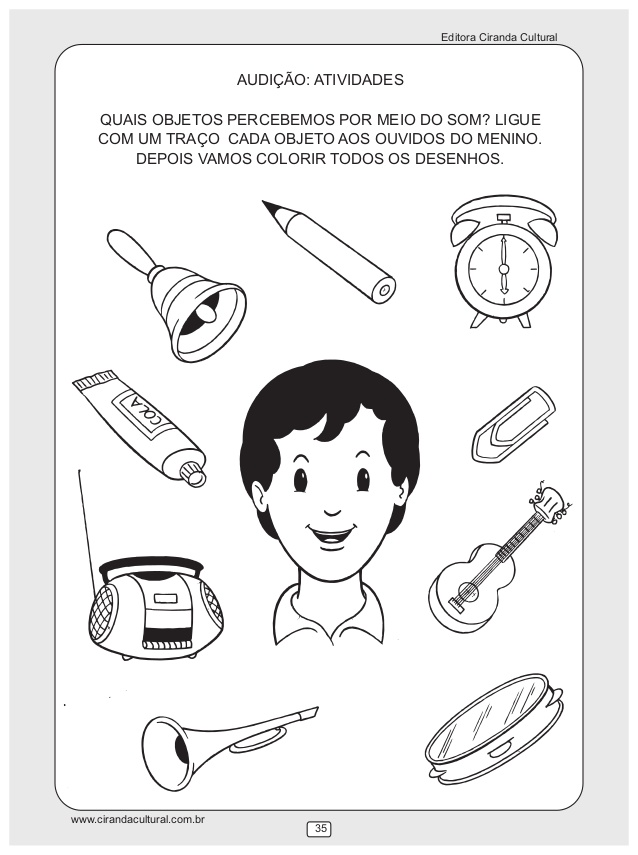 Editora Ciranda Cultural
AUDIÇÃO: ATIVIDADES
QUAIS OBJETOS PERCEBEMOS POR MEIO DO SOM? LIGUE
COM UM TRAÇO CADA OBJETO AOS OUVIDOS DO MENINO.
DEPOIS VAMOS COLORIR TODOS OS DESENHOS.
COLA
www.cirandacultural.com.br
35